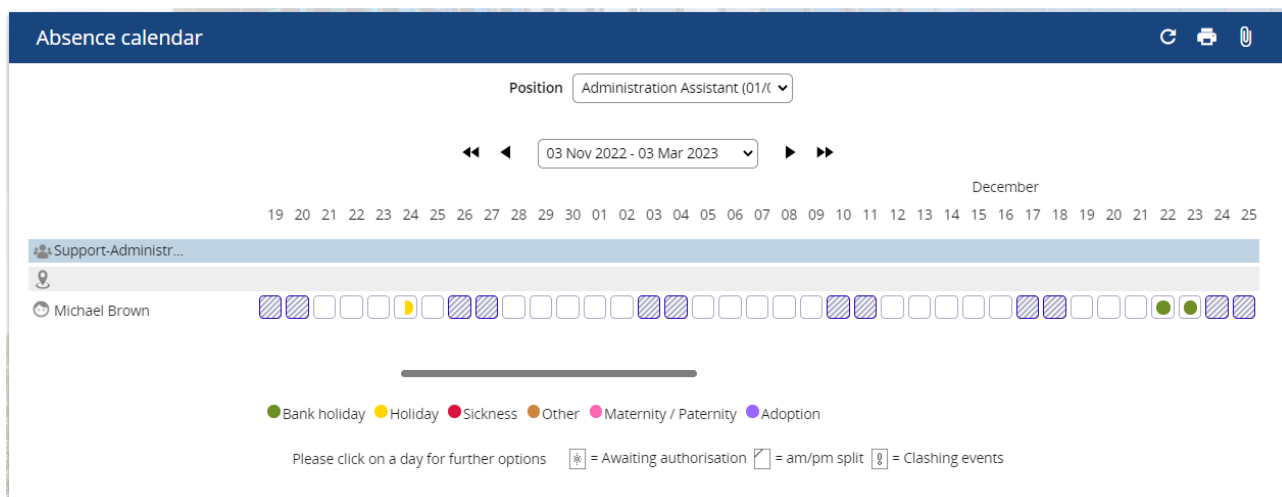 Absence calendar
Position Administration Assistant (01/(
03 Nov 2022 - 03 Mar 2023
December
19 20 21 22 23 24 25 26 27 28 29 30 01 02 03 04 05 06 07 08 09 10 11 12 13 14 15 16 17 18 19 20 21 22 23 24 25
Support-Administr...
Michael Brown
Bank holiday Holiday Sickness Other Maternity / Paternity Adoption
Please click on a day for further options = Awaiting authorisation = am/pm split = Clashing events